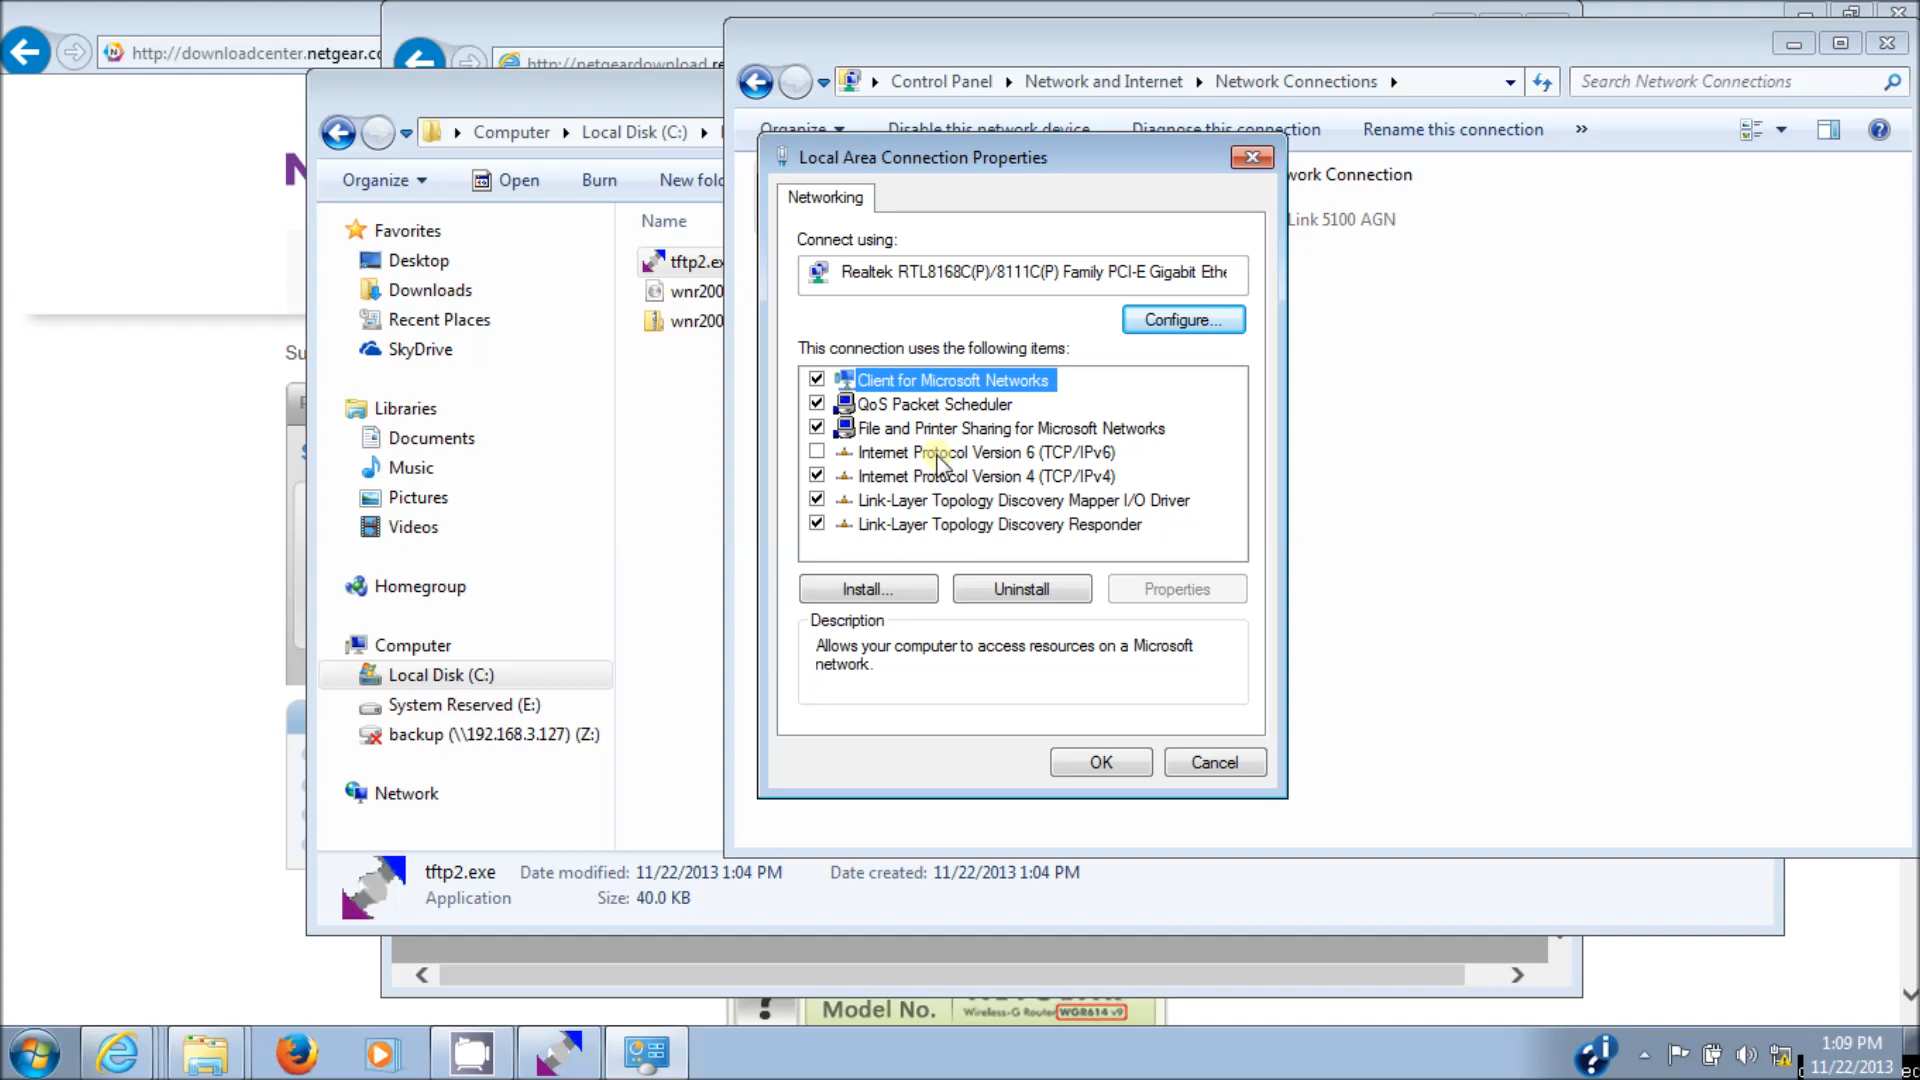 http://downloadcenter.netgear.co
http://netgeardownload.re
Control Panel
Network and Internet
Network Connections
Search Network Connections
Organize
Disable this network device
Diagnose this connection
Rename this connection
»
Computer
Local Disk (C:)
Organize
Open
Burn
New fol
Name
Favorites
Desktop
Downloads
Recent Places
SkyDrive
Libraries
Documents
Music
Pictures
Videos
Homegroup
Computer
Local Disk (C:)
System Reserved (E:)
backup (\\192.168.3.127) (Z:)
Network
tftp2.ex
wnr200
wnr200
work Connection
Link 5100 AGN
Local Area Connection Properties
Networking
Connect using:
Realtek RTL8168C(P)/8111C(P) Family PCI-E Gigabit Ethe
Configure...
This connection uses the following items:
Client for Microsoft Networks
QoS Packet Scheduler
File and Printer Sharing for Microsoft Networks
Internet Protocol Version 6 (TCP/IPv6)
Internet Protocol Version 4 (TCP/IPv4)
Link-Layer Topology Discovery Mapper I/O Driver
Link-Layer Topology Discovery Responder
Install...
Uninstall
Properties
Description
Allows your computer to access resources on a Microsoft
network.
OK
Cancel
tftp2.exe
Date modified: 11/22/2013 1:04 PM
Date created: 11/22/2013 1:04 PM
Application
Size: 40.0 KB
Model No.
Wireless-G Router WGR614 v9
1:09 PM
11/22/2013